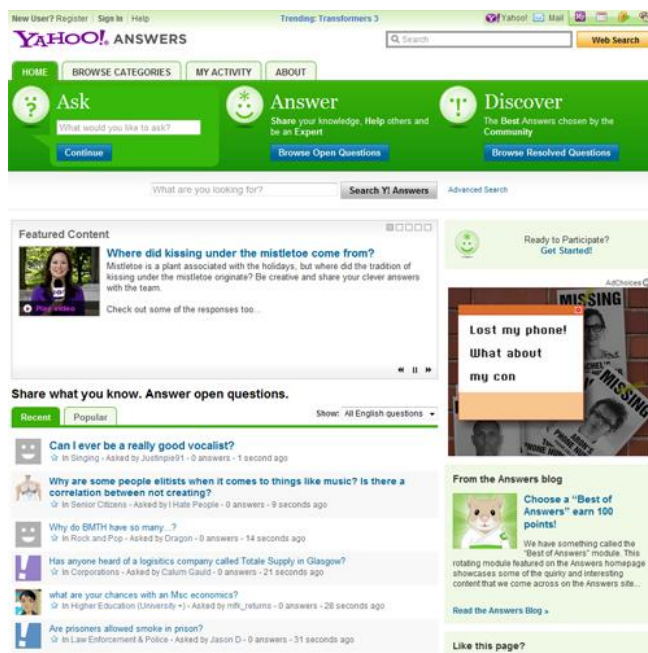 New User? Register Sign In Help
Trending: Transformers 3
Yahoo! Mail
YAHOO! ANSWERS
Search
Web Search
HOME BROWSE CATEGORIES MY ACTIVITY ABOUT
Ask
What would you like to ask?
Continue
Answer
Share your knowledge, Help others and
be an Expert
Browse Open Questions
Discover
The Best Answers chosen by the
Community
Browse Resolved Questions
What are you looking for?
Search Y! Answers
Advanced Search
Featured Content
Play video
Where did kissing under the mistletoe come from?
Mistletoe is a plant associated with the holidays, but where did the tradition of
kissing under the mistletoe originate? Be creative and share your clever answers
with the team.
Check out some of the responses too...
Ready to Participate?
Get Started!
AdChoices
MISSING
Lost my phone!
What about
my con
MISSING
Share what you know. Answer open questions.
Recent Popular
Show: All English questions
Can I ever be a really good vocalist?
In Singing - Asked by Justinpie91 - 0 answers - 1 second ago
Why are some people elitists when it comes to things like music? Is there a
correlation between not creating?
In Senior Citizens - Asked by I Hate People - 0 answers - 9 seconds ago
Why do BMTH have so many...?
In Rock and Pop - Asked by Dragon - 0 answers - 14 seconds ago
Has anyone heard of a logisitics company called Totale Supply in Glasgow?
In Corporations - Asked by Calum Gauld - 0 answers - 21 seconds ago
what are your chances with an Msc economics?
In Higher Education (University +) - Asked by mfk_returns - 0 answers - 28 seconds ago
Are prisoners allowed smoke in prison?
In Law Enforcement & Police - Asked by Jason D - 0 answers - 31 seconds ago
From the Answers blog
Choose a "Best of
Answers" earn 100
points!
We have something called the
"Best of Answers" module. This
rotating module featured on the Answers homepage
showcases some of the quirky and interesting
content that we come across on the Answers site...
Read the Answers Blog »
Like this page?